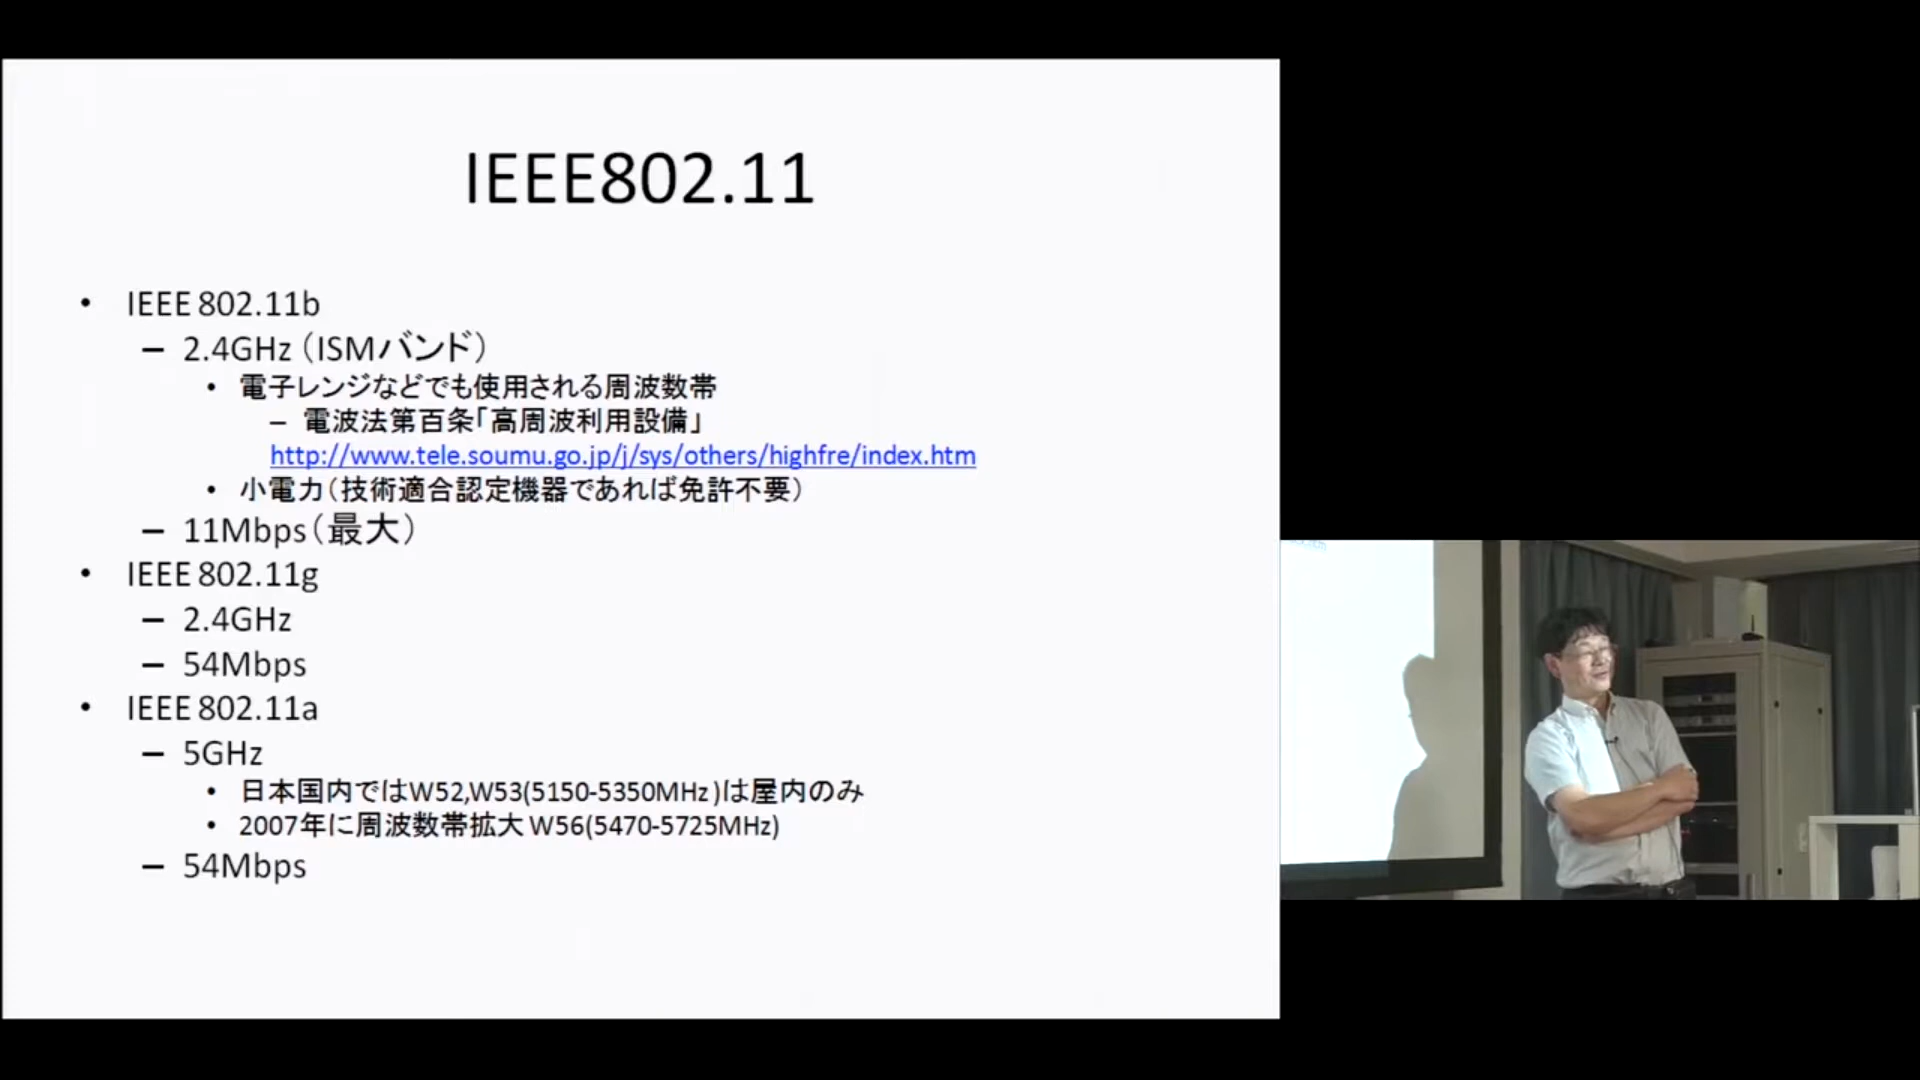 IEEE802.11
• IEEE 802.11b
– 2.4GHz（ISMバンド）
• 電子レンジなどでも使用される周波数帯
– 電波法第百条「高周波利用設備」
http://www.tele.soumu.go.jp/j/sys/others/highfre/index.htm
• 小電力（技術適合認定機器であれば免許不要）
– 11Mbps（最大）
• IEEE 802.11g
– 2.4GHz
– 54Mbps
• IEEE 802.11a
– 5GHz
• 日本国内ではW52,W53(5150-5350MHz )は屋内のみ
• 2007年に周波数帯拡大 W56(5470-5725MHz)
– 54Mbps